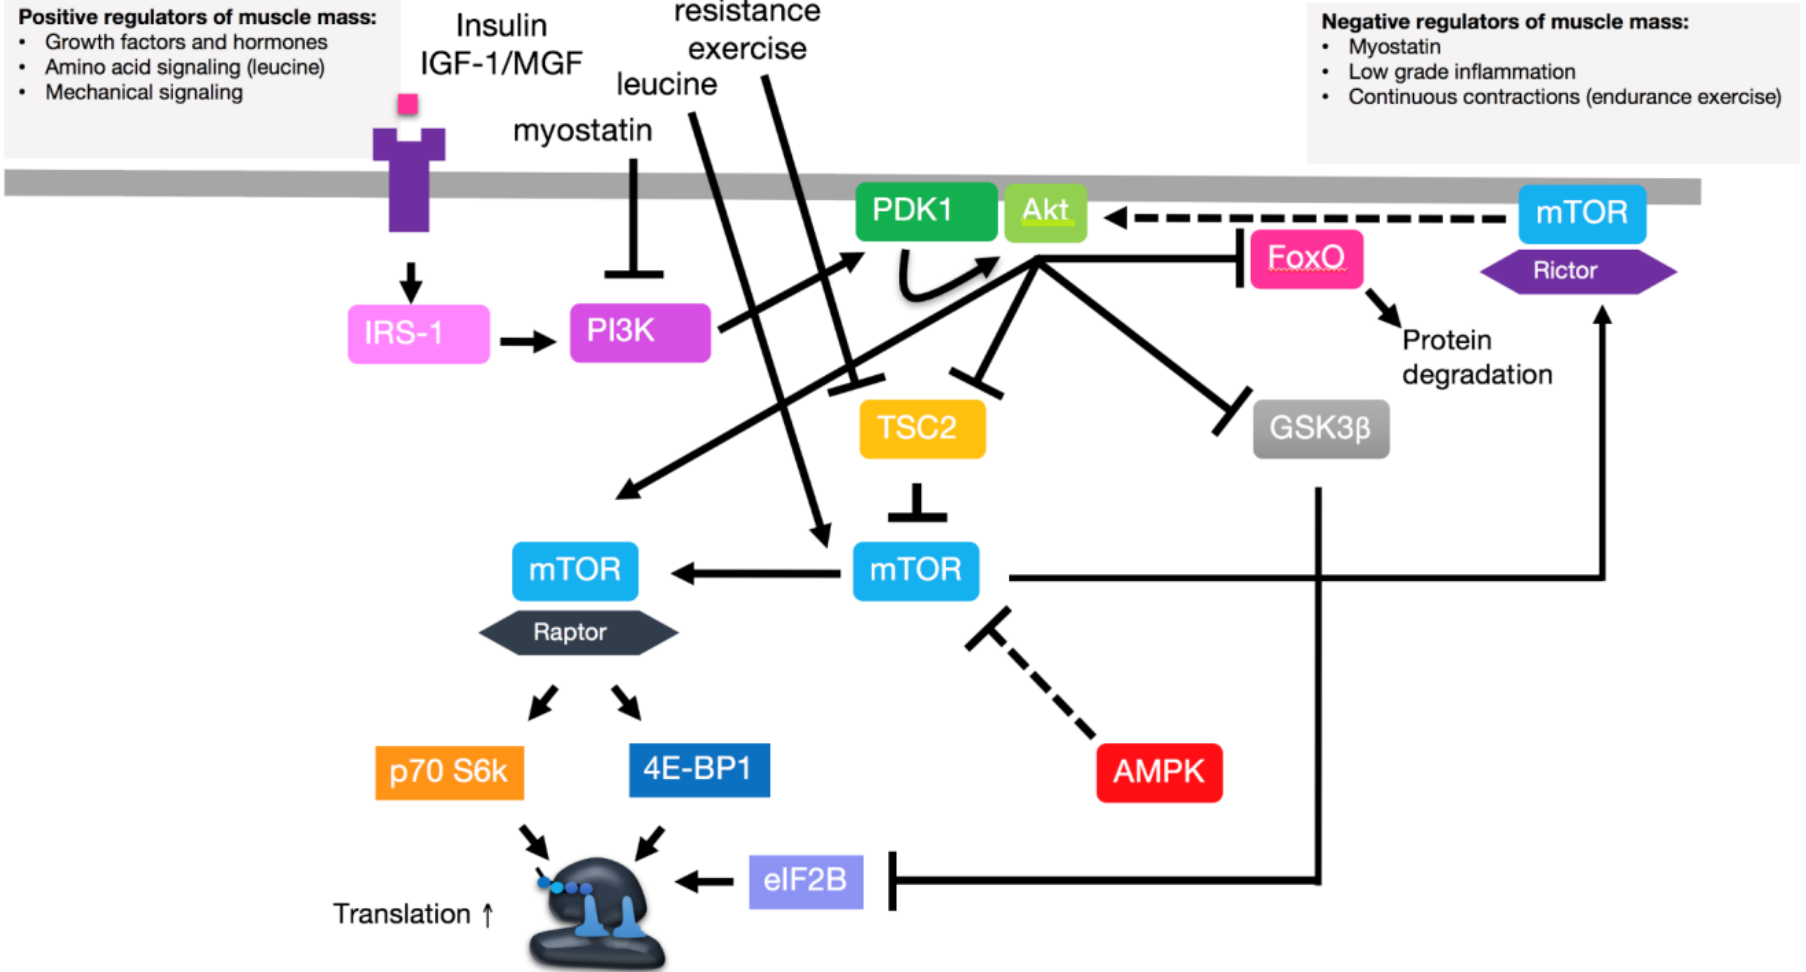 Positive regulators of muscle mass:
• Growth factors and hormones
• Amino acid signaling (leucine)
• Mechanical signaling
Insulin
IGF-1/MGF
resistance
exercise
leucine
myostatin
Negative regulators of muscle mass:
• Myostatin
• Low grade inflammation
• Continuous contractions (endurance exercise)
PDK1
Akt
mTOR
Rictor
FoxO
Protein
degradation
IRS-1
PI3K
TSC2
GSK3β
mTOR
Raptor
mTOR
p70 S6k
4E-BP1
AMPK
eIF2B
Translation ↑